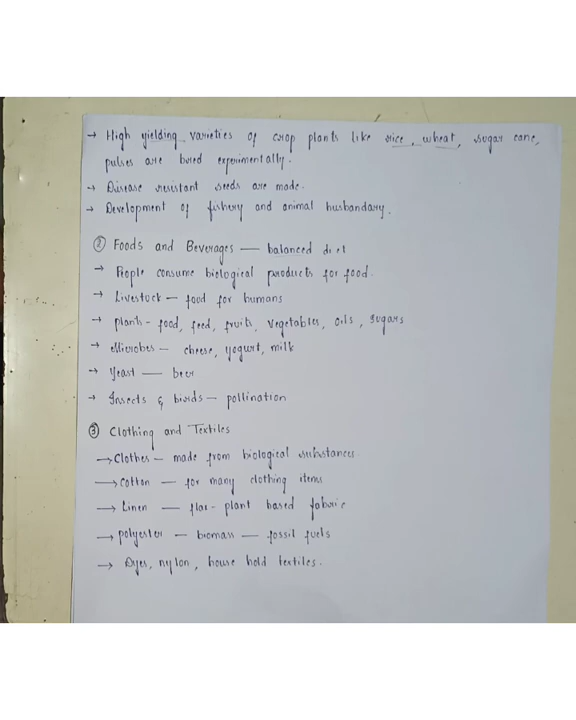 → High yielding varieties of crop plants like rice, wheat, sugar cane,
pulses are bored experimentally.
→ Disease resistant seeds are made.
→ Development of fishery and animal husbandary.
② Foods and Beverages — balanced diet
→ People consume biological products for food.
→ Livestock — food for humans
→ plants - food, feed, fruits, vegetables, oils, sugars
→ Microbes — cheese, yogurt, milk
→ Yeast — beer
→ Insects & birds — pollination
③ Clothing and Textiles
→ Clothes — made from biological substances
→ Cotton — for many clothing items
→ Linen — flax - plant based fabric
→ polyester — biomass — fossil fuels
→ Dyes, nylon, house hold textiles.